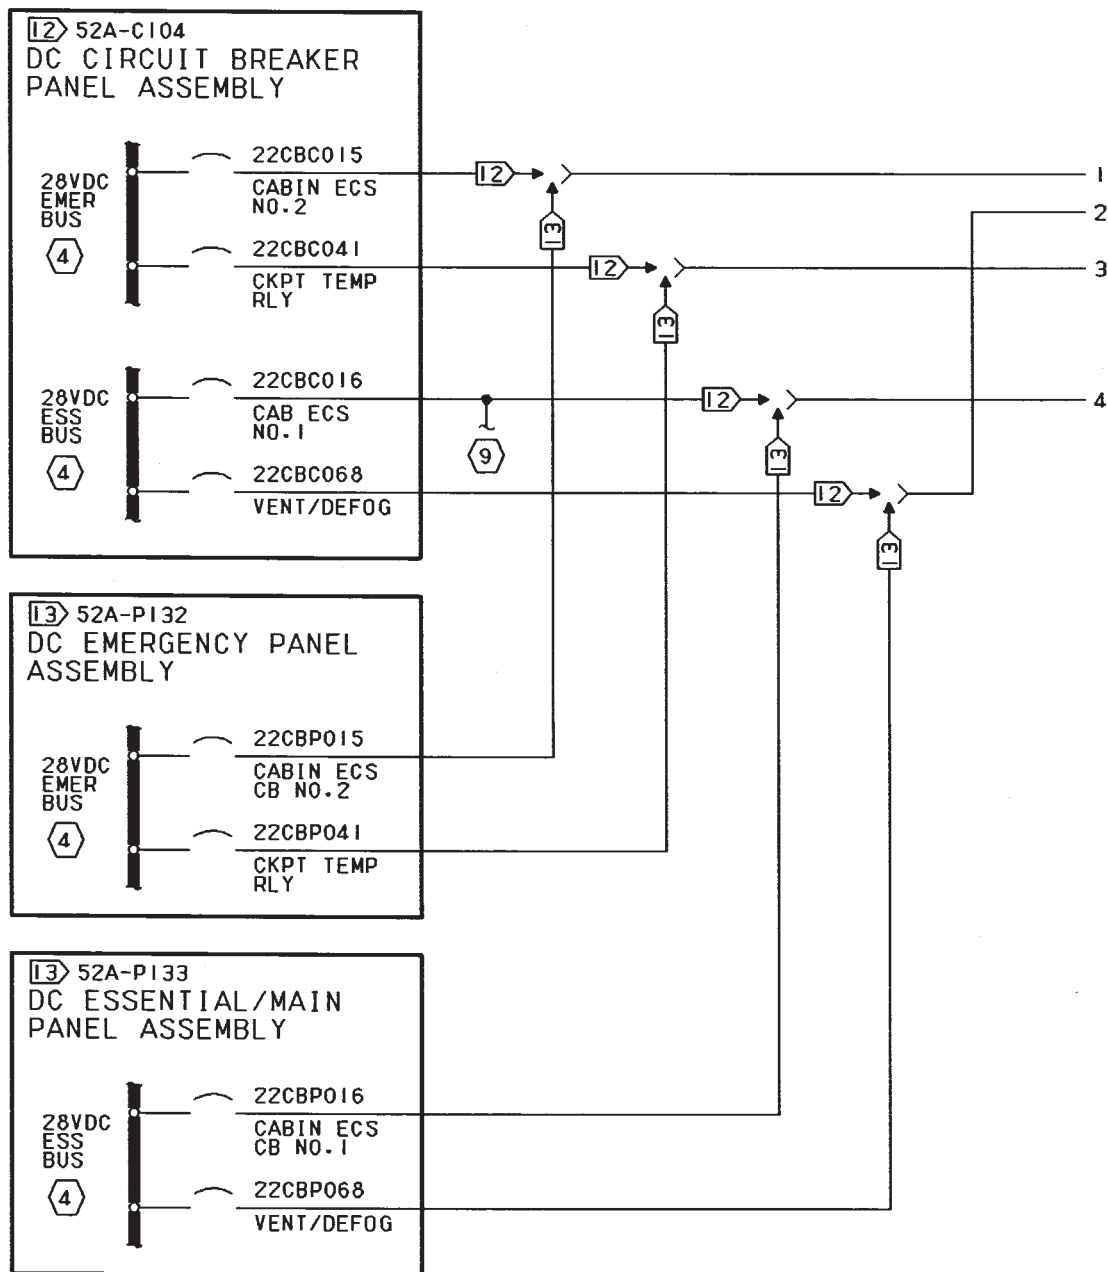 12 52A-C104
DC CIRCUIT BREAKER
PANEL ASSEMBLY
28VDC
EMER
BUS
4
22CBC015
CABIN ECS
NO.2
22CBC041
CKPT TEMP
RLY
28VDC
ESS
BUS
4
22CBC016
CAB ECS
NO.1
22CBC068
VENT/DEFOG
9
12
13
12
13
12
13
12
13
1
2
3
4
13 52A-P132
DC EMERGENCY PANEL
ASSEMBLY
28VDC
EMER
BUS
4
22CBP015
CABIN ECS
CB NO.2
22CBP041
CKPT TEMP
RLY
13 52A-P133
DC ESSENTIAL/MAIN
PANEL ASSEMBLY
28VDC
ESS
BUS
4
22CBP016
CABIN ECS
CB NO.1
22CBP068
VENT/DEFOG